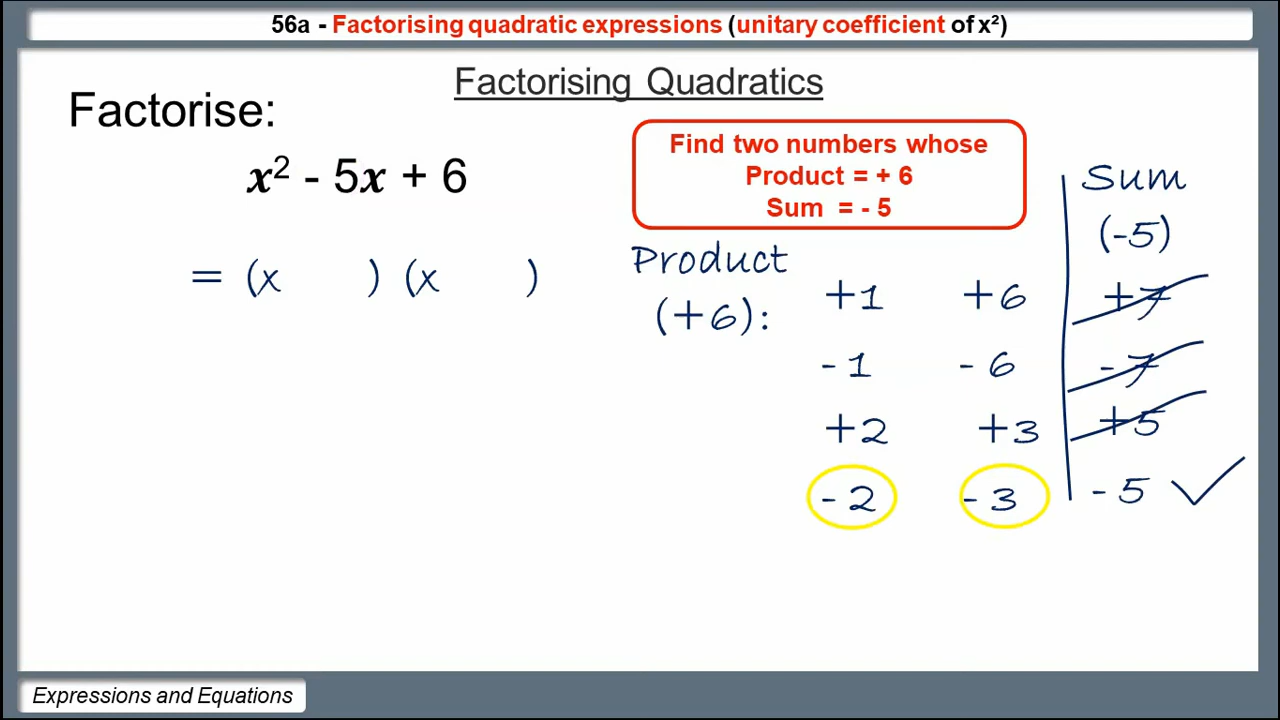 56a - Factorising quadratic expressions (unitary coefficient of x²)
Factorising Quadratics
Factorise:
x² - 5x + 6
= (x ) (x )
Find two numbers whose
Product = + 6
Sum = - 5
Product
(+6):
Sum
(-5)
+1 +6 +7
-1 -6 -7
+2 +3 +5
-2 -3 -5 ✓
Expressions and Equations